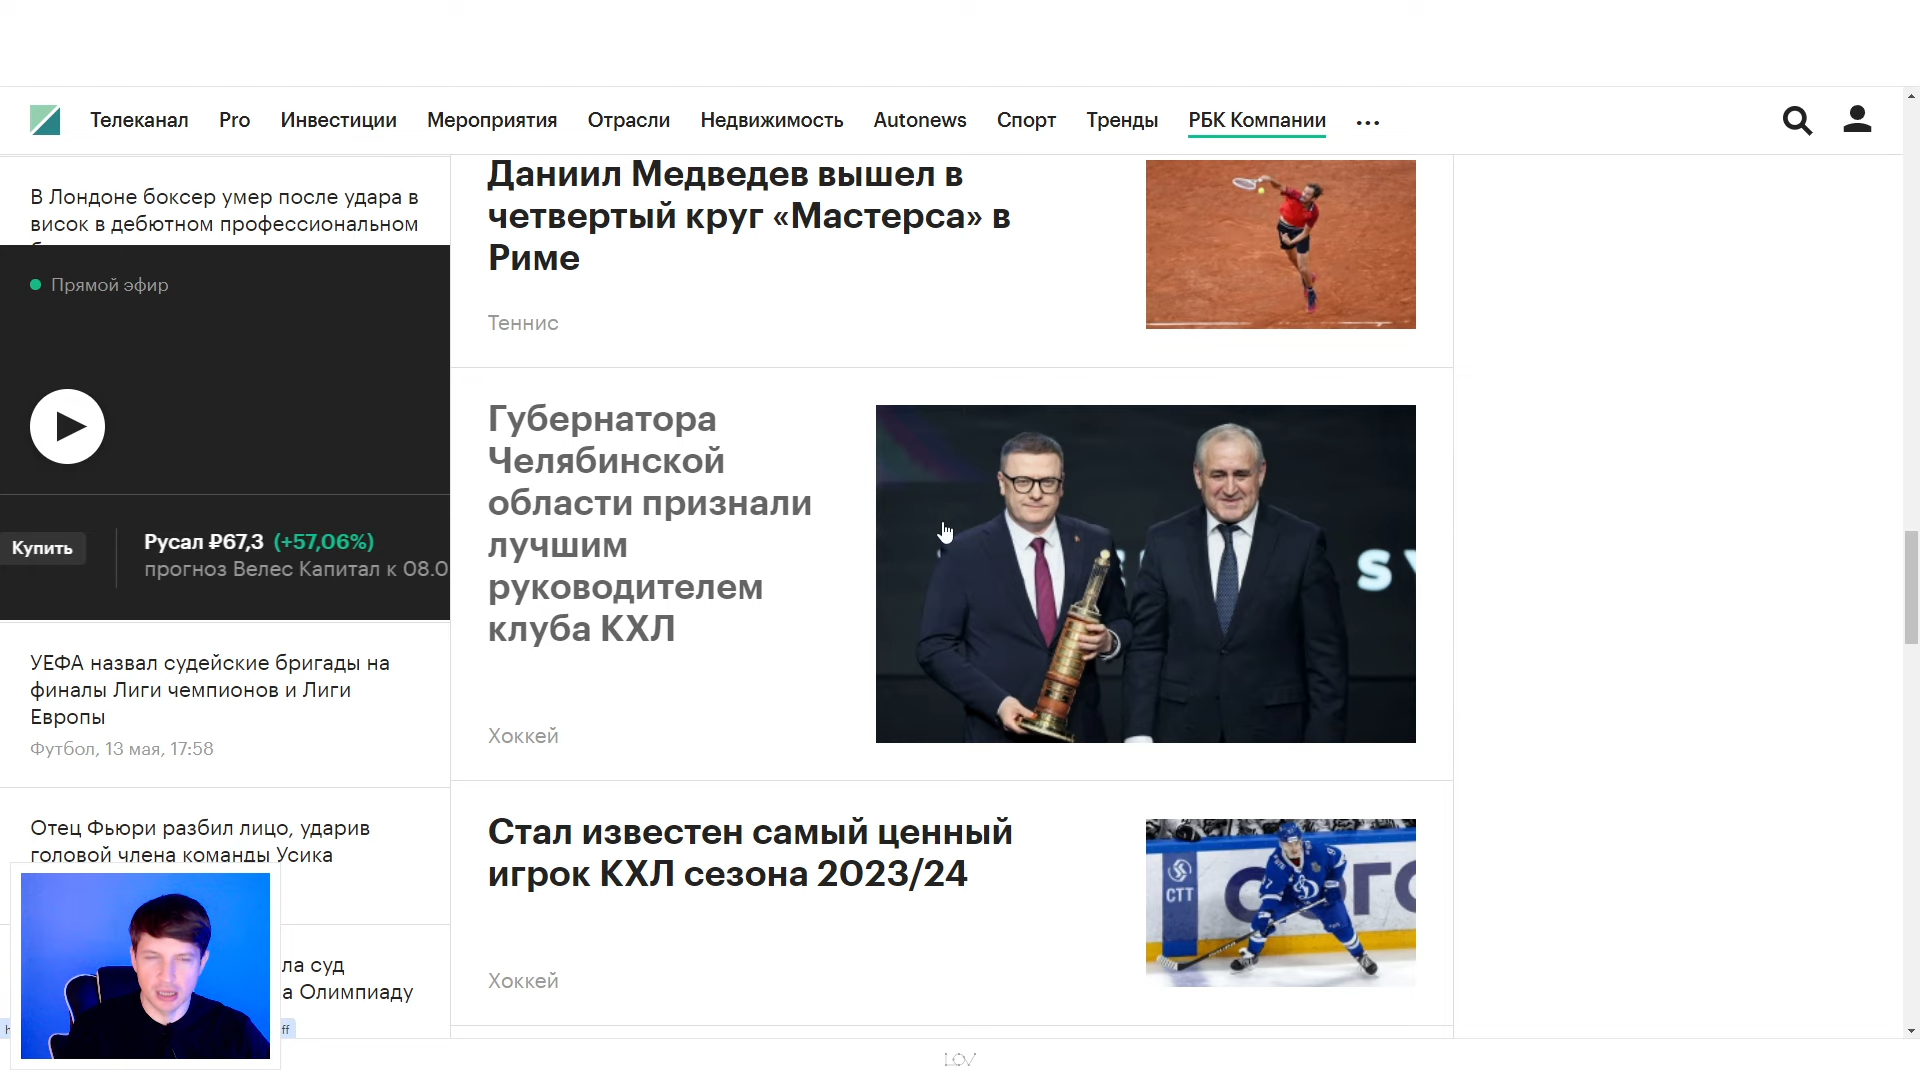 Телеканал Pro Инвестиции Мероприятия Отрасли Недвижимость Autonews Спорт Тренды РБК Компании ...
В Лондоне боксер умер после удара в
висок в дебютном профессиональном
Прямой эфир
Купить
Русал ₽67,3 (+57,06%)
прогноз Велес Капитал к 08.0
УЕФА назвал судейские бригады на
финалы Лиги чемпионов и Лиги
Европы
Футбол, 13 мая, 17:58
Отец Фьюри разбил лицо, ударив
головой члена команды Усика
ла суд
а Олимпиаду
ff
Даниил Медведев вышел в
четвертый круг «Мастерса» в
Риме
Теннис
Губернатора
Челябинской
области признали
лучшим
руководителем
клуба КХЛ
Хоккей
S
Стал известен самый ценный
игрок КХЛ сезона 2023/24
Хоккей
СТТ
LOV